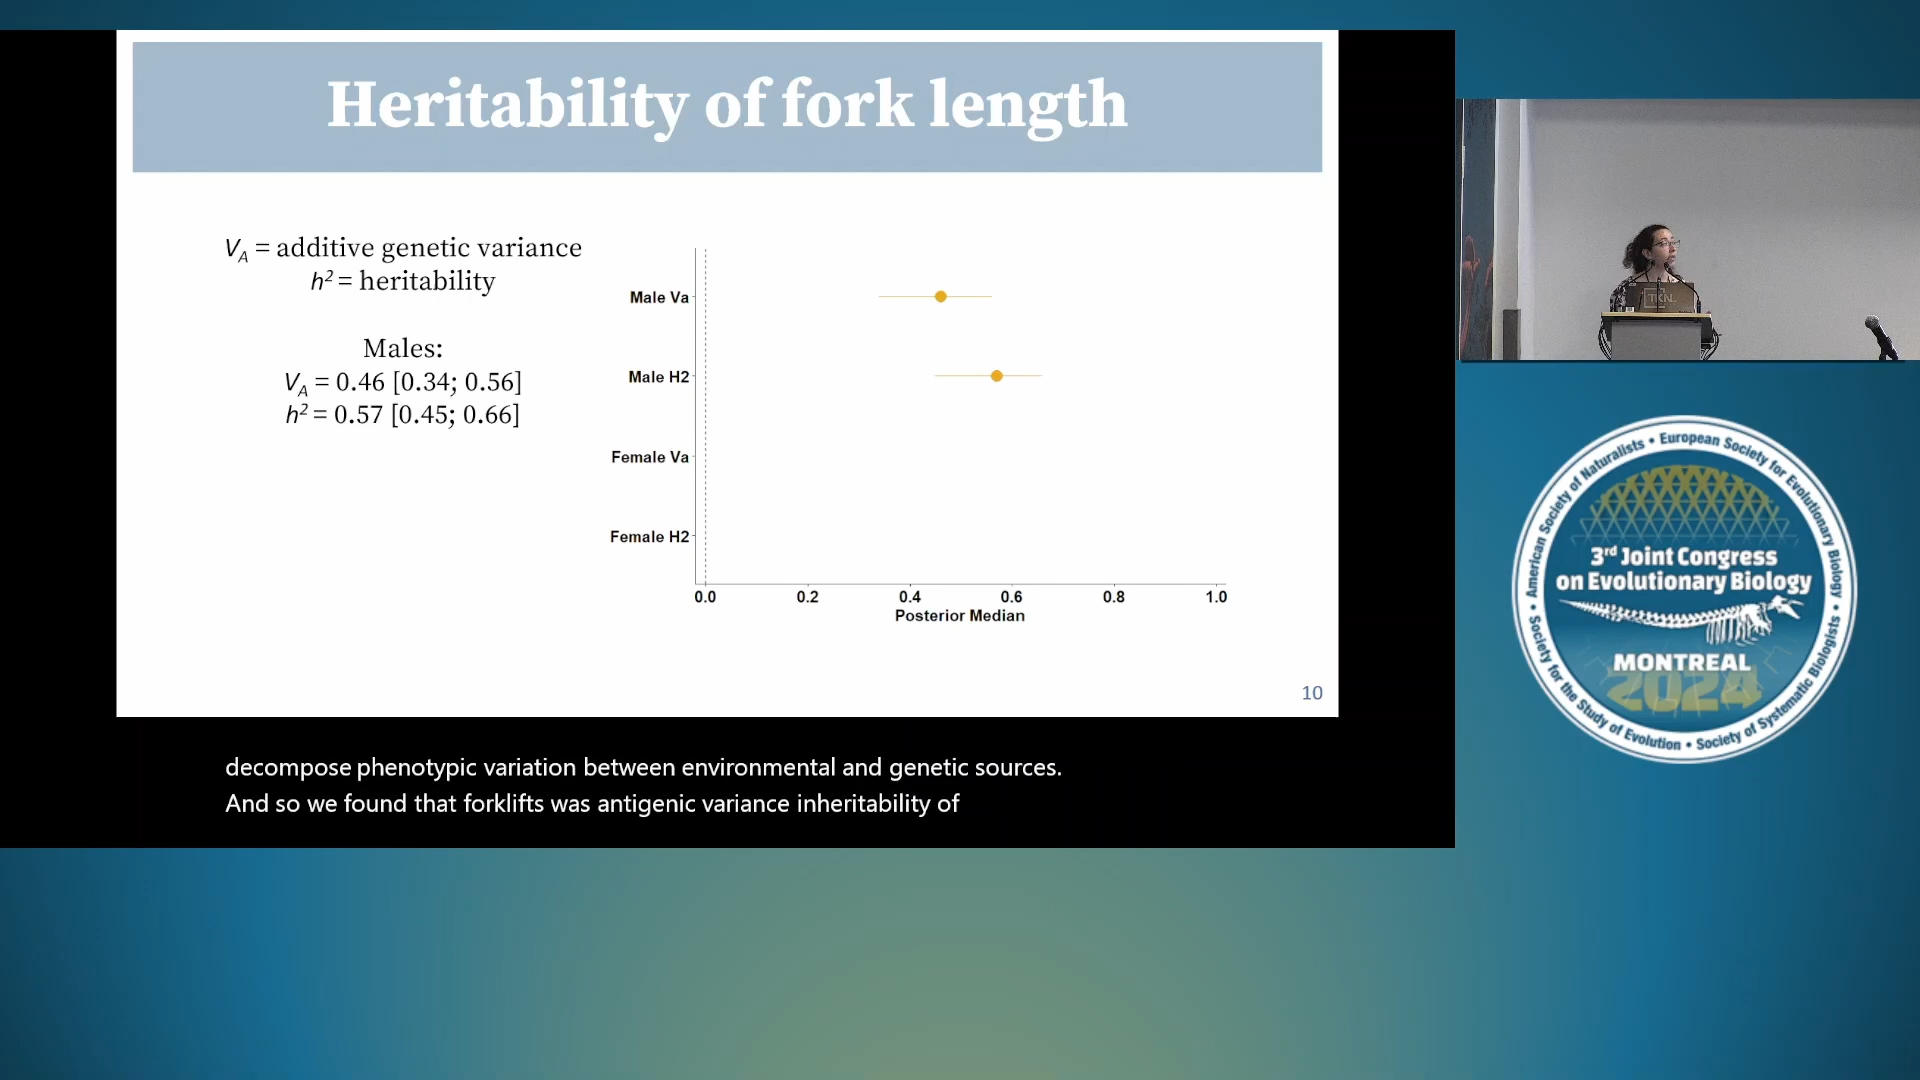 Heritability of fork length
V_A = additive genetic variance
h² = heritability
Males:
V_A = 0.46 [0.34; 0.56]
h² = 0.57 [0.45; 0.66]
Male Va
Male H2
Female Va
Female H2
0.0 0.2 0.4 0.6 0.8 1.0
Posterior Median
10
decompose phenotypic variation between environmental and genetic sources.
And so we found that forklifts was antigenic variance inheritability of
American Society of Naturalists • European Society for Evolutionary Biology •
Society for the Study of Evolution • Society of Systematic Biologists •
3rd Joint Congress
on Evolutionary Biology
MONTREAL
2024